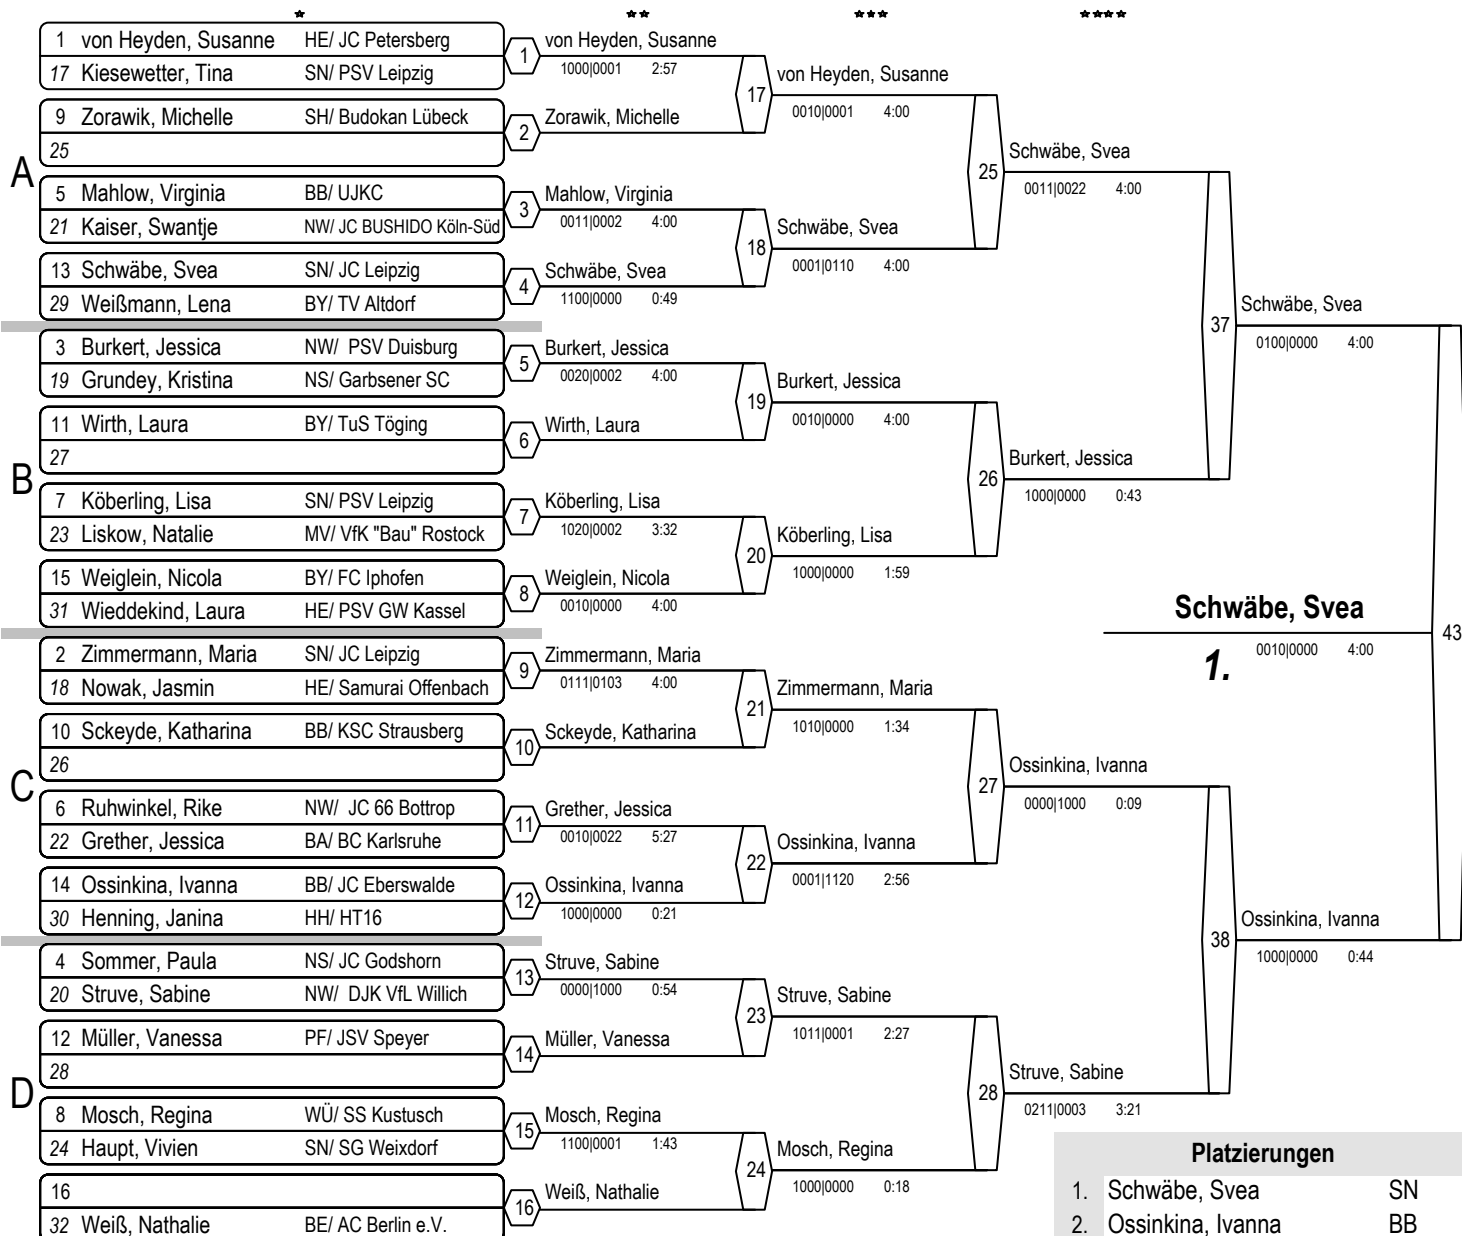 * ** *** ****
A
1 von Heyden, Susanne HE/ JC Petersberg
17 Kiesewetter, Tina SN/ PSV Leipzig
9 Zorawik, Michelle SH/ Budokan Lübeck
25
5 Mahlow, Virginia BB/ UJKC
21 Kaiser, Swantje NW/ JC BUSHIDO Köln-Süd
13 Schwäbe, Svea SN/ JC Leipzig
29 Weißmann, Lena BY/ TV Altdorf
B
3 Burkert, Jessica NW/ PSV Duisburg
19 Grundey, Kristina NS/ Garbsener SC
11 Wirth, Laura BY/ TuS Töging
27
7 Köberling, Lisa SN/ PSV Leipzig
23 Liskow, Natalie MV/ VfK "Bau" Rostock
15 Weiglein, Nicola BY/ FC Iphofen
31 Wieddekind, Laura HE/ PSV GW Kassel
C
2 Zimmermann, Maria SN/ JC Leipzig
18 Nowak, Jasmin HE/ Samurai Offenbach
10 Sckeyde, Katharina BB/ KSC Strausberg
26
6 Ruhwinkel, Rike NW/ JC 66 Bottrop
22 Grether, Jessica BA/ BC Karlsruhe
14 Ossinkina, Ivanna BB/ JC Eberswalde
30 Henning, Janina HH/ HT16
D
4 Sommer, Paula NS/ JC Godshorn
20 Struve, Sabine NW/ DJK VfL Willich
12 Müller, Vanessa PF/ JSV Speyer
28
8 Mosch, Regina WÜ/ SS Kustusch
24 Haupt, Vivien SN/ SG Weixdorf
16
32 Weiß, Nathalie BE/ AC Berlin e.V.
1 von Heyden, Susanne
1000|0001 2:57
2 Zorawik, Michelle
3 Mahlow, Virginia
0011|0002 4:00
4 Schwäbe, Svea
1100|0000 0:49
5 Burkert, Jessica
0020|0002 4:00
6 Wirth, Laura
7 Köberling, Lisa
1020|0002 3:32
8 Weiglein, Nicola
0010|0000 4:00
9 Zimmermann, Maria
0111|0103 4:00
10 Sckeyde, Katharina
11 Grether, Jessica
0010|0022 5:27
12 Ossinkina, Ivanna
1000|0000 0:21
13 Struve, Sabine
0000|1000 0:54
14 Müller, Vanessa
15 Mosch, Regina
1100|0001 1:43
16 Weiß, Nathalie
17 von Heyden, Susanne
0010|0001 4:00
18 Schwäbe, Svea
0001|0110 4:00
19 Burkert, Jessica
0010|0000 4:00
20 Köberling, Lisa
1000|0000 1:59
21 Zimmermann, Maria
1010|0000 1:34
22 Ossinkina, Ivanna
0001|1120 2:56
23 Struve, Sabine
1011|0001 2:27
24 Mosch, Regina
1000|0000 0:18
25 Schwäbe, Svea
0011|0022 4:00
26 Burkert, Jessica
1000|0000 0:43
27 Ossinkina, Ivanna
0000|1000 0:09
28 Struve, Sabine
0211|0003 3:21
37 Schwäbe, Svea
0100|0000 4:00
38 Ossinkina, Ivanna
1000|0000 0:44
43
Schwäbe, Svea
1. 0010|0000 4:00
Platzierungen
1. Schwäbe, Svea SN
2. Ossinkina, Ivanna BB